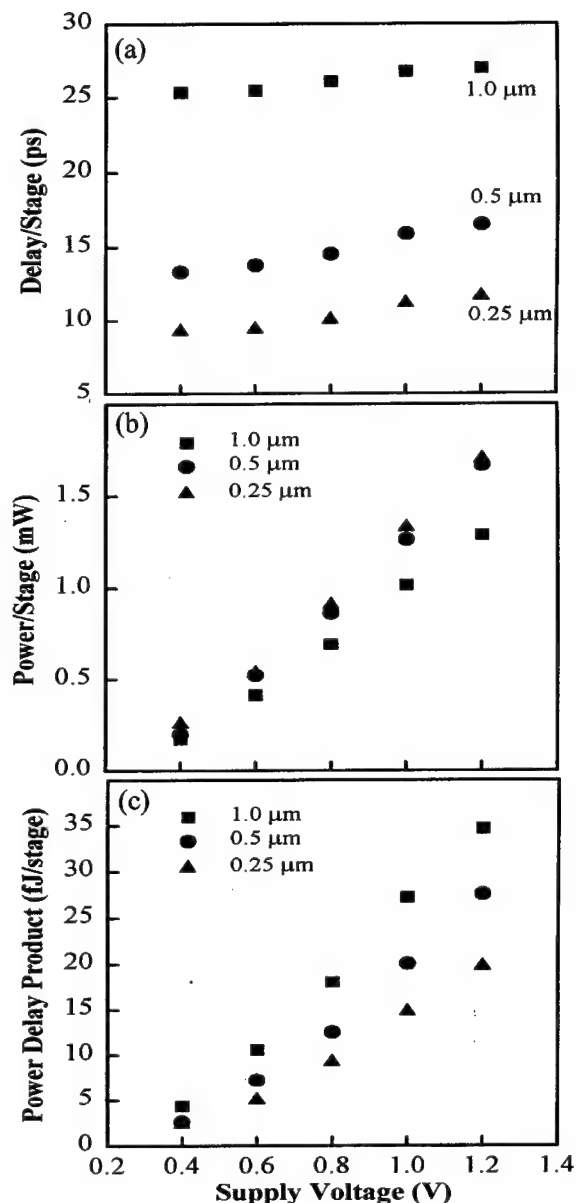 (a)
30
25
20
15
10
5
Delay/Stage (ps)
1.0 μm
0.5 μm
0.25 μm
(b)
1.5
1.0
0.5
0.0
Power/Stage (mW)
1.0 μm
0.5 μm
0.25 μm
(c)
35
30
25
20
15
10
5
0
Power Delay Product (fJ/stage)
1.0 μm
0.5 μm
0.25 μm
0.2 0.4 0.6 0.8 1.0 1.2 1.4
Supply Voltage (V)